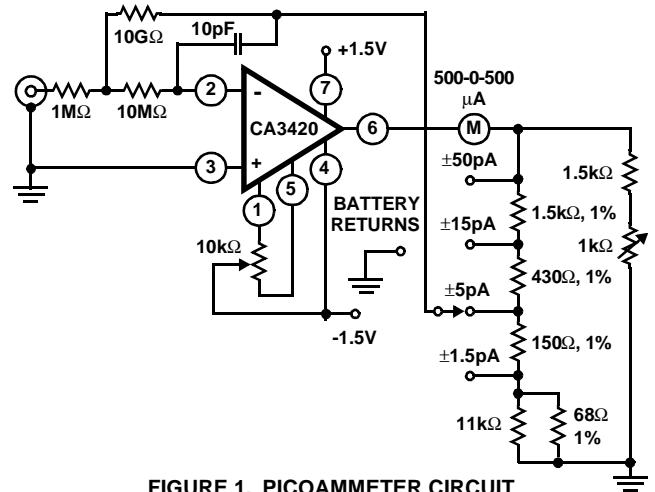 10GΩ
10pF
+1.5V
1MΩ
10MΩ
2
-
7
CA3420
6
500-0-500
µA
M
3
+
4
5
1
±50pA
1.5kΩ
BATTERY
RETURNS
1.5kΩ, 1%
±15pA
1kΩ
10kΩ
430Ω, 1%
±5pA
-1.5V
150Ω, 1%
±1.5pA
11kΩ
68Ω
1%
FIGURE 1. PICOAMMETER CIRCUIT